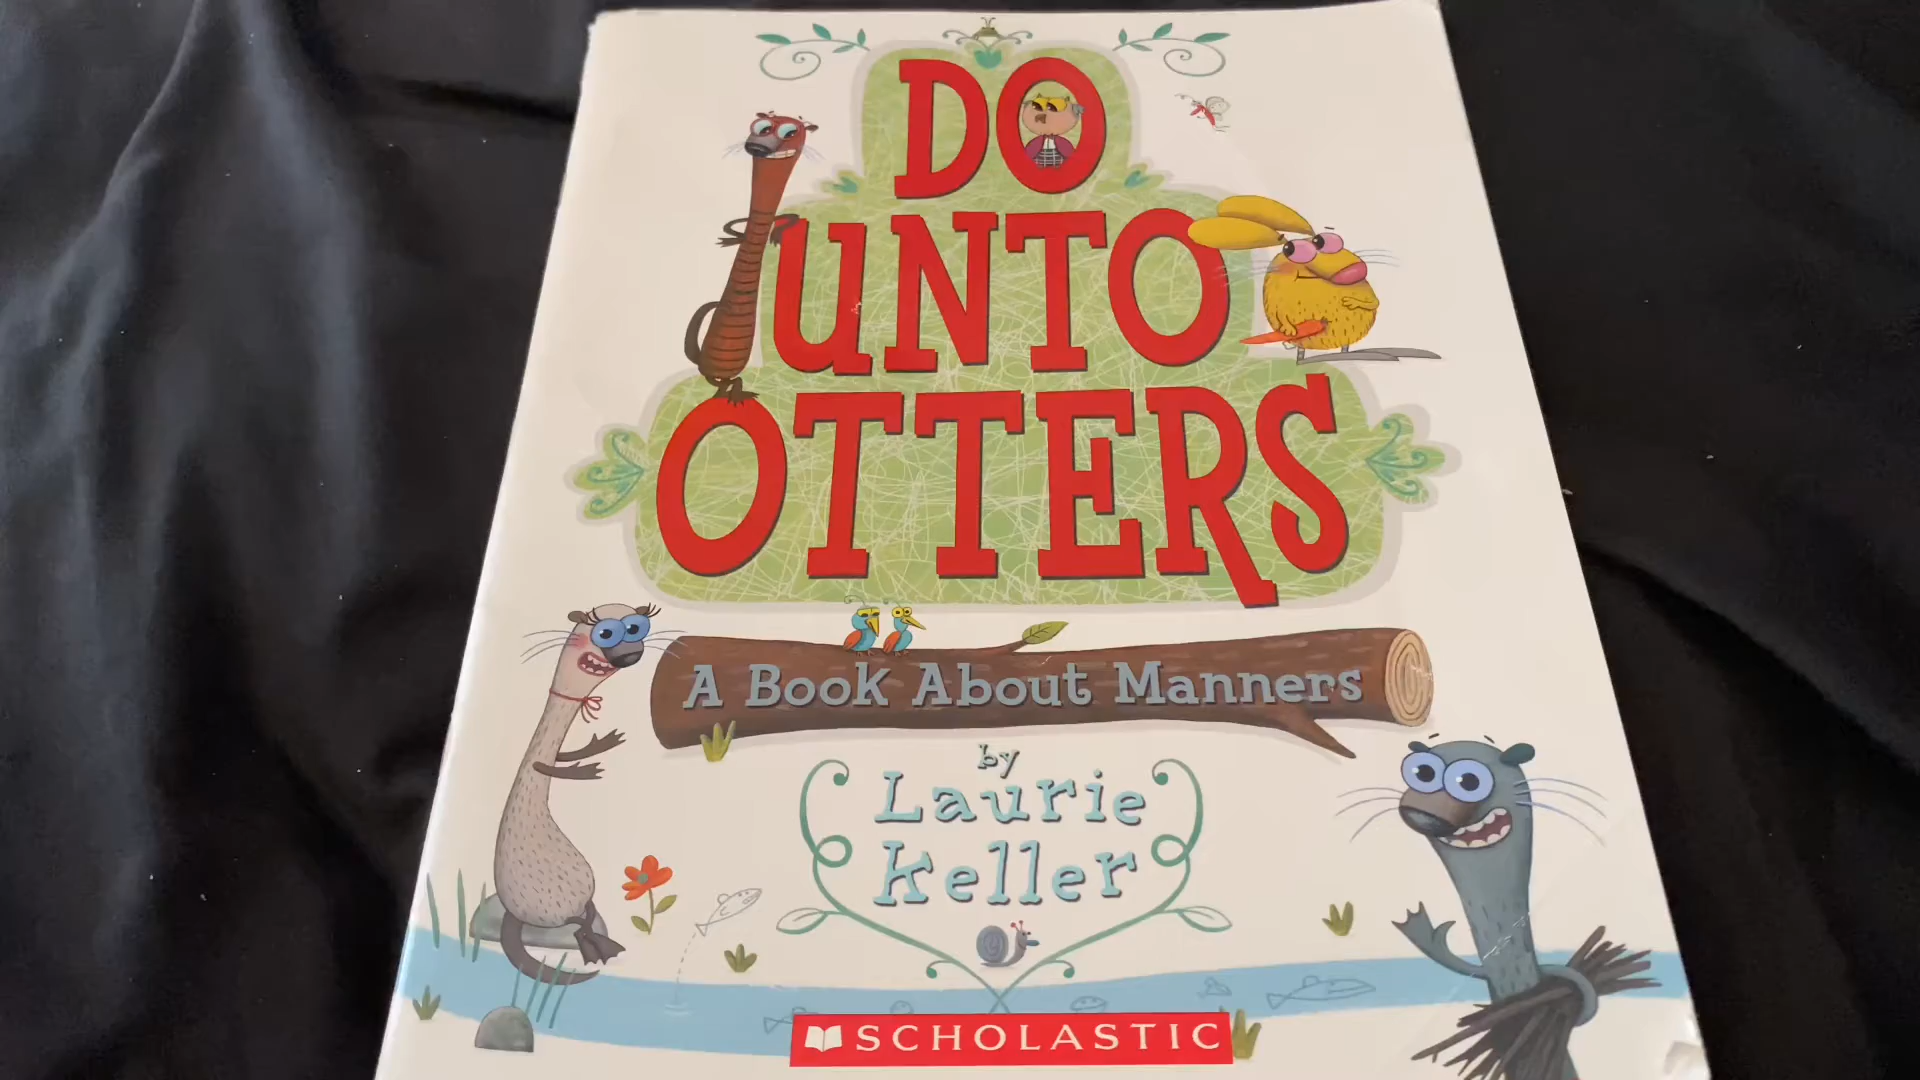 DO
UNTO
OTTERS
A Book About Manners
by
Laurie
Keller
SCHOLASTIC